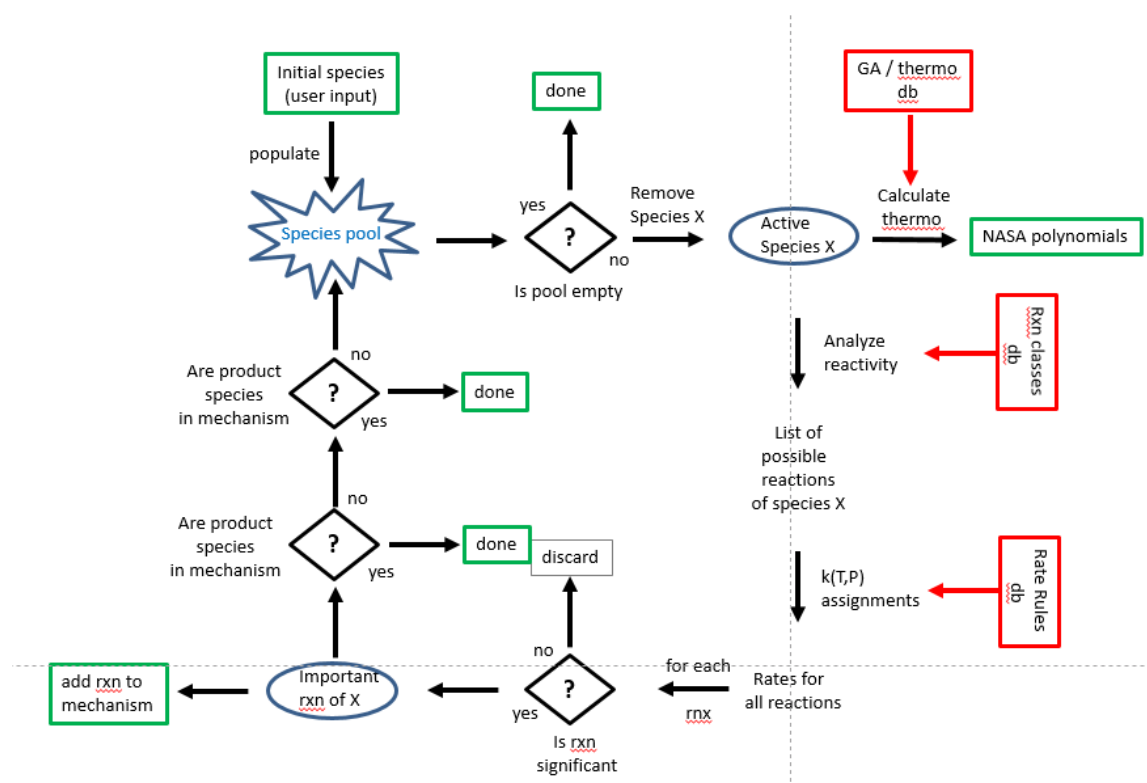 Initial species
(user input)
done
GA / thermo
db
populate
yes
Remove
Species X
Calculate
thermo
Species pool
?
Active
Species X
NASA polynomials
no
Is pool empty
Rxn classes
db
Analyze
reactivity
no
Are product
species
in mechanism
?
done
yes
List of
possible
reactions
of species X
no
Are product
species
in mechanism
?
done
discard
yes
k(T,P)
assignments
Rate Rules
db
no
for each
add rxn to
mechanism
Important
rxn of X
?
Rates for
all reactions
yes
rnx
Is rxn
significant